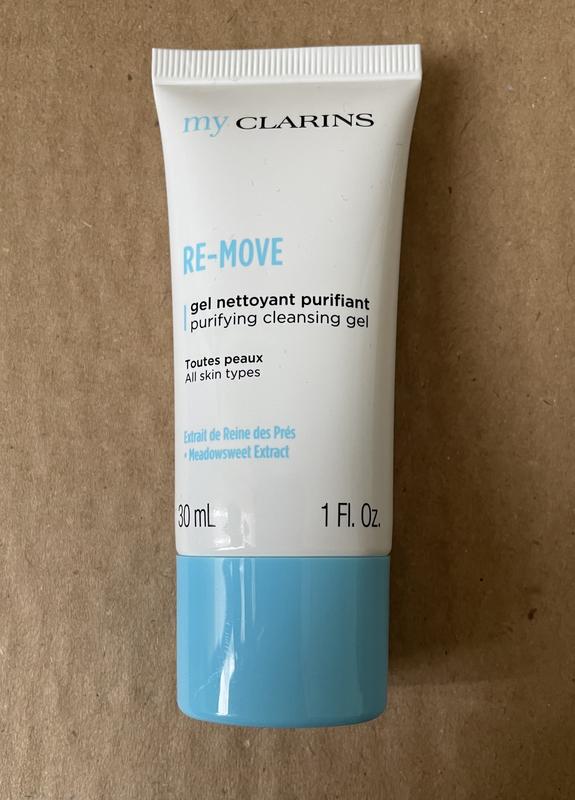 my CLARINS
RE-MOVE
gel nettoyant purifiant
purifying cleansing gel
Toutes peaux
All skin types
Extrait de Reine des Prés
• Meadowsweet Extract
30 mL 1 Fl. Oz.